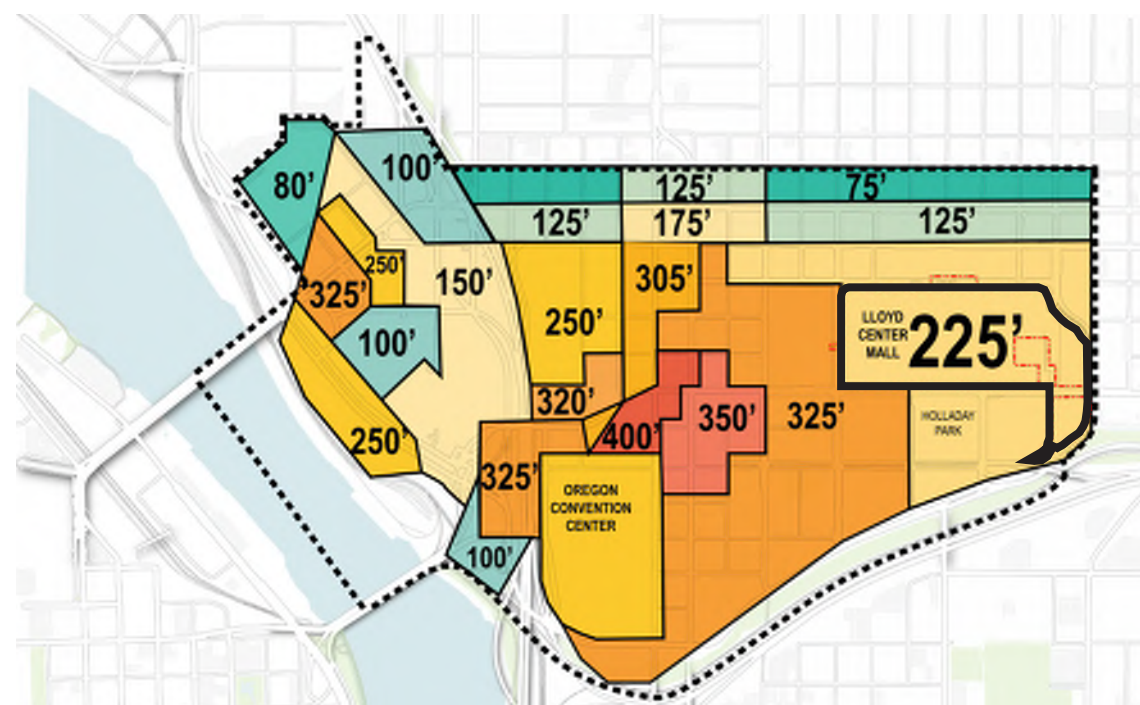 100'
125'
75'
80'
125'
175'
125'
250'
150'
305'
325'
250'
LLOYD
CENTER
MALL
225'
100'
320'
400'
350'
325'
HOLLADAY
PARK
250'
325'
OREGON
CONVENTION
CENTER
100'